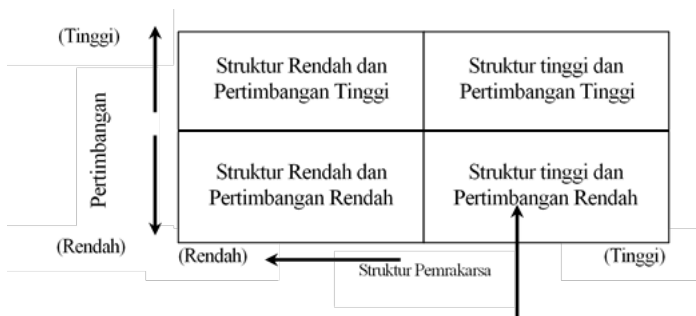 (Tinggi)
Struktur Rendah dan
Pertimbangan Tinggi
Struktur tinggi dan
Pertimbangan Tinggi
Pertimbangan
Struktur Rendah dan
Pertimbangan Rendah
Struktur tinggi dan
Pertimbangan Rendah
(Rendah)
(Rendah)
Struktur Pemrakarsa
(Tinggi)